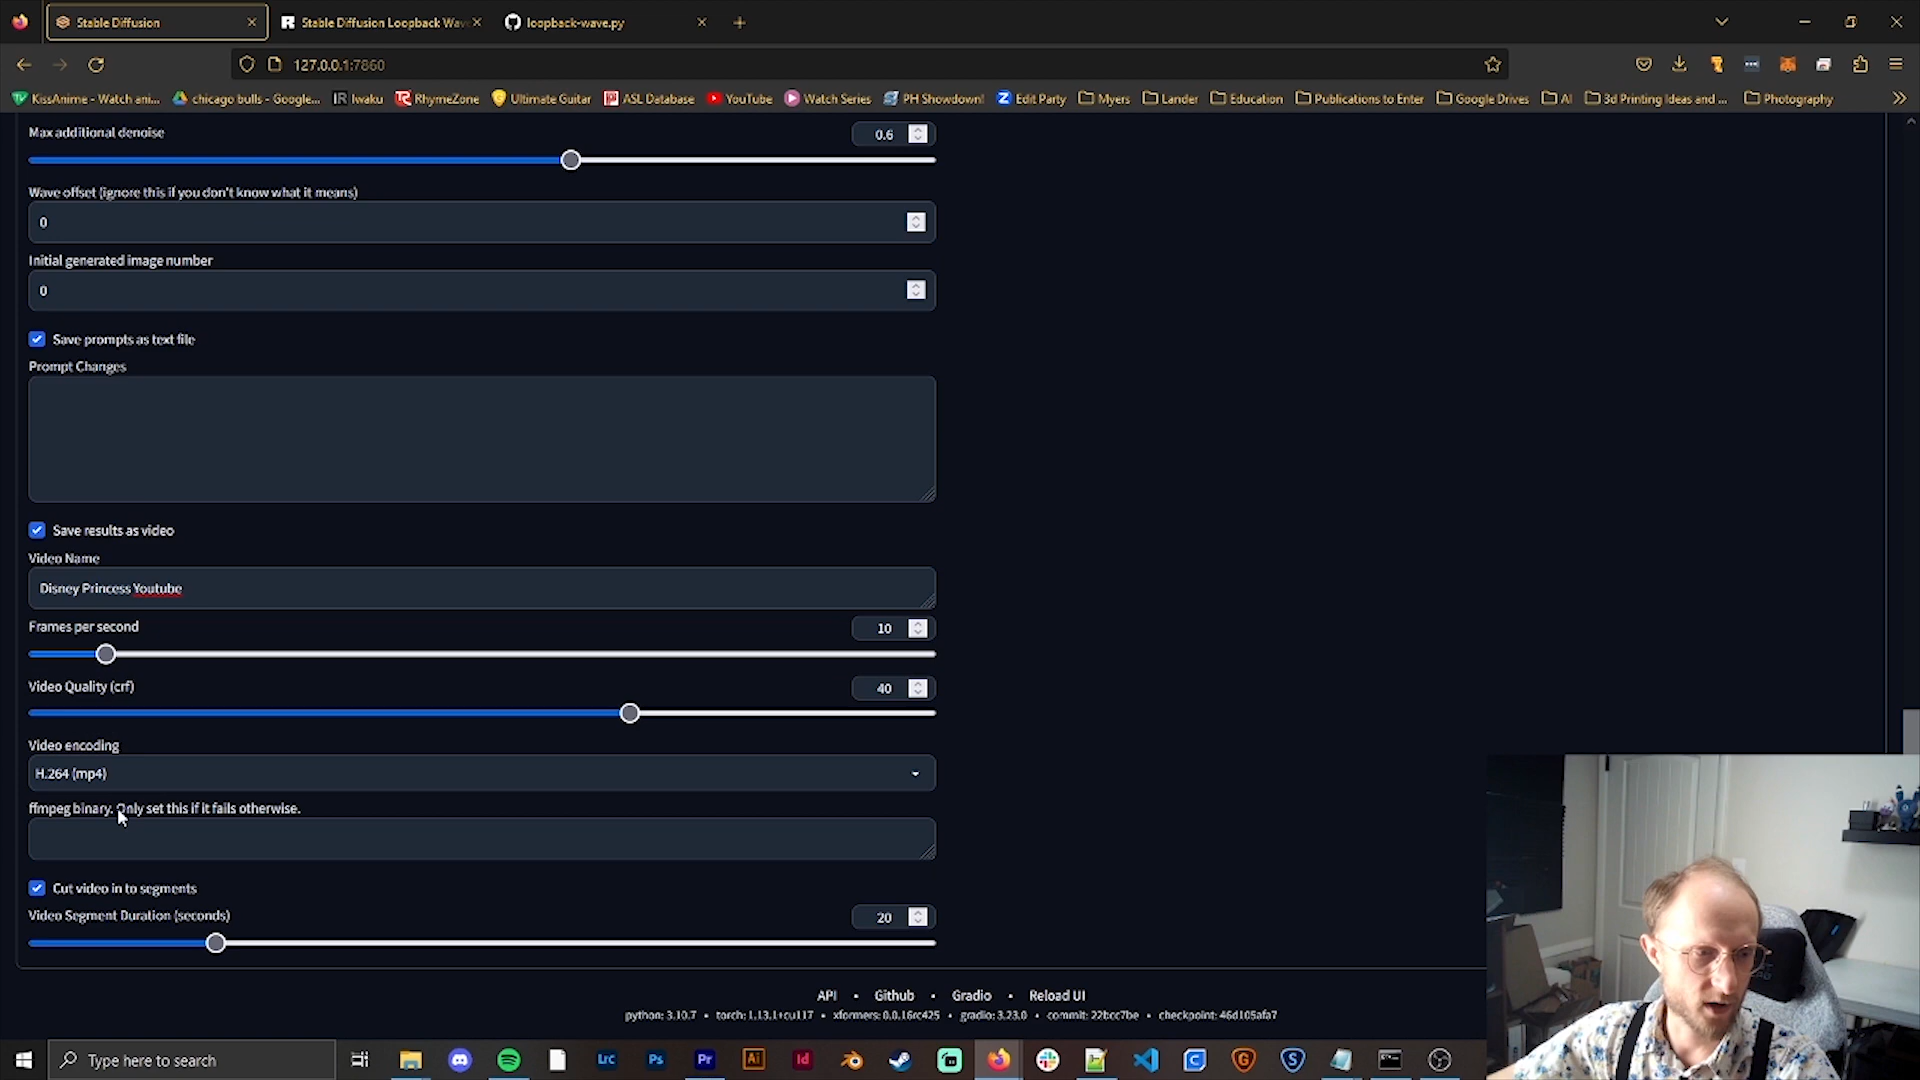 Stable Diffusion
Stable Diffusion Loopback Wav
loopback-wave.py
127.0.0.1:7860
KissAnime - Watch ani...
chicago bulls - Google...
Iwaku
RhymeZone
Ultimate Guitar
ASL Database
YouTube
Watch Series
PH Showdown!
Edit Party
Myers
Lander
Education
Publications to Enter
Google Drives
AI
3d Printing Ideas and ...
Photography
Max additional denoise
0.6
Wave offset (ignore this if you don't know what it means)
0
Initial generated image number
0
Save prompts as text file
Prompt Changes
Save results as video
Video Name
Disney Princess Youtube
Frames per second
10
Video Quality (crf)
40
Video encoding
H.264 (mp4)
ffmpeg binary. Only set this if it fails otherwise.
Cut video in to segments
Video Segment Duration (seconds)
20
API • Github • Gradio • Reload UI
python: 3.10.7 • torch: 1.13.1+cu117 • xformers: 0.0.16rc425 • gradio: 3.23.0 • commit: 22bcc7be • checkpoint: 46d105afa7
Type here to search
Lrc
Ps
Pr
Ai
Id